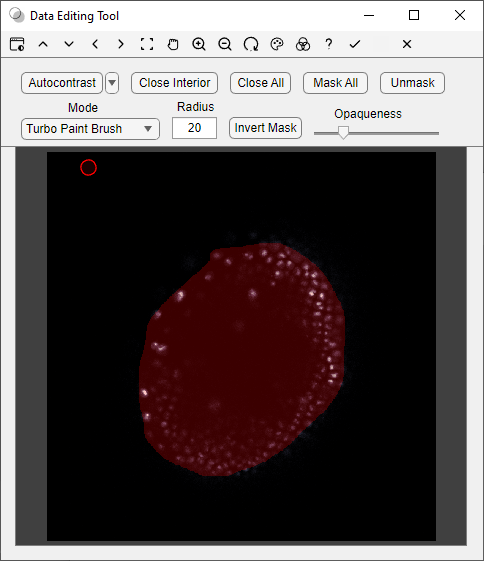 Data Editing Tool
?
Autocontrast Close Interior Close All Mask All Unmask
Mode Radius Opaqueness
Turbo Paint Brush 20 Invert Mask